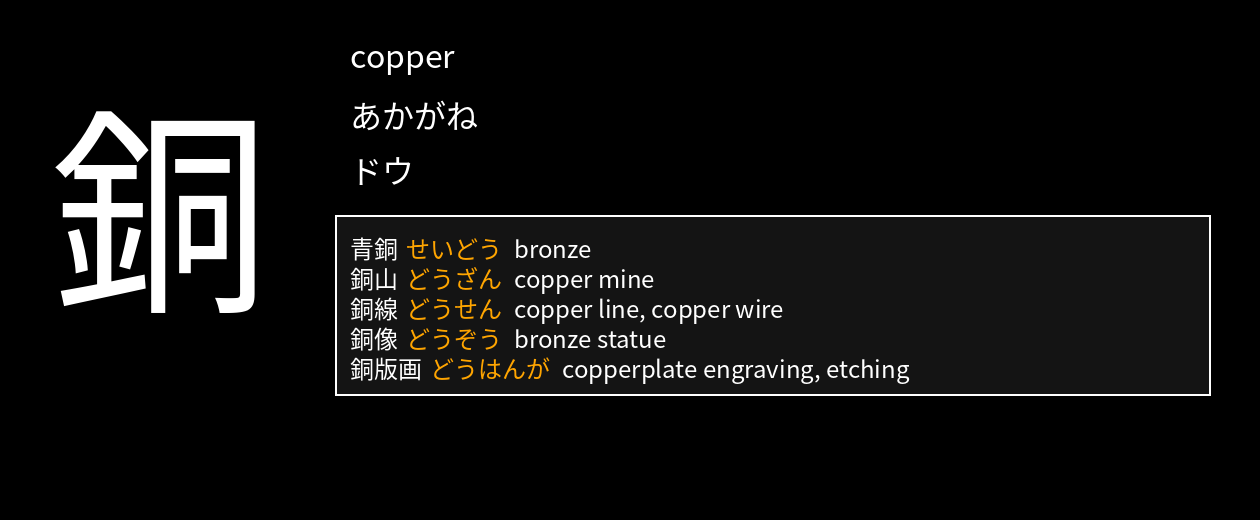 銅
copper
あかがね
ドウ
青銅 せいどう bronze
銅山 どうざん copper mine
銅線 どうせん copper line, copper wire
銅像 どうぞう bronze statue
銅版画 どうはんが copperplate engraving, etching